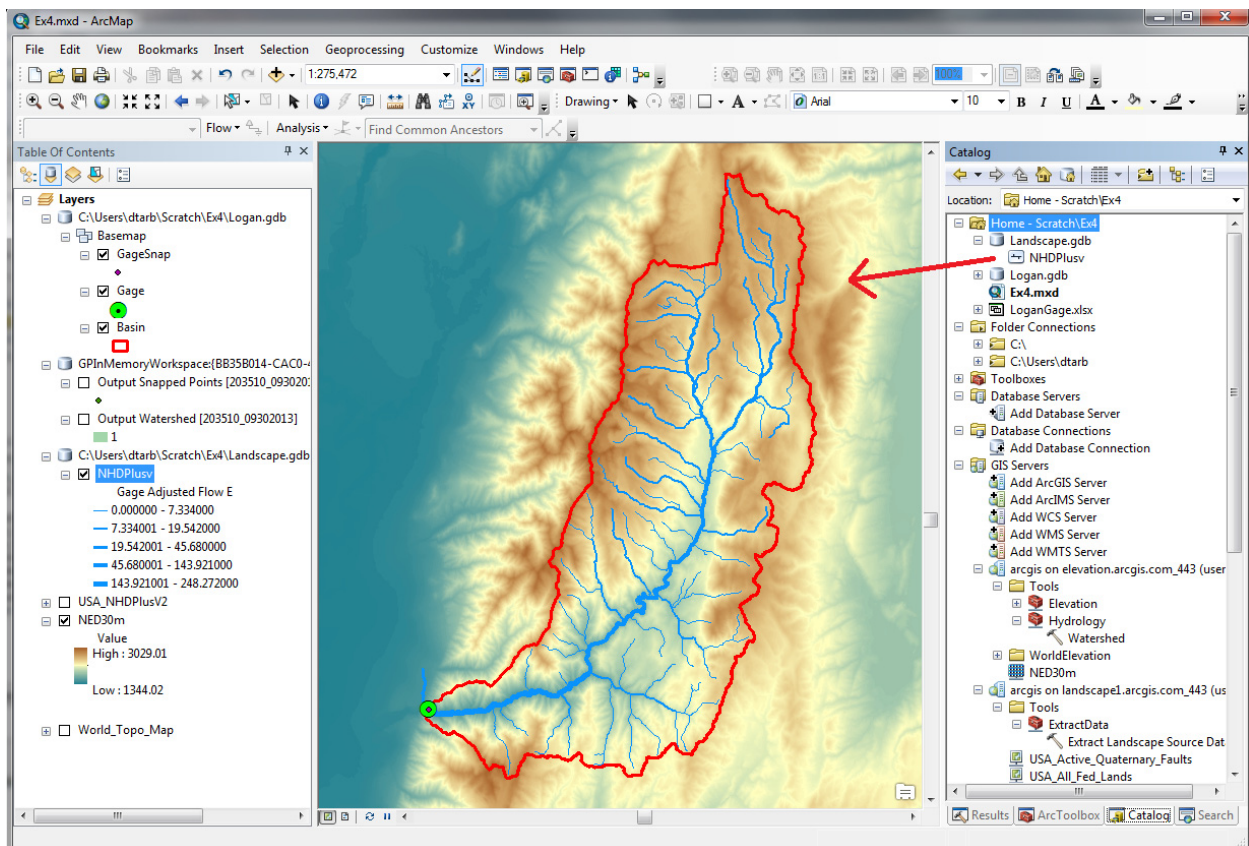 Ex4.mxd - ArcMap
File Edit View Bookmarks Insert Selection Geoprocessing Customize Windows Help
1:275,472
100%
Drawing
Arial
10
B I U A
Flow
Analysis
Find Common Ancestors
Table Of Contents
Layers
C:\Users\dtarb\Scratch\Ex4\Logan.gdb
Basemap
GageSnap
Gage
Basin
GPInMemoryWorkspace:{BB35B014-CAC0-4
Output Snapped Points [203510_093020:
Output Watershed [203510_09302013]
1
C:\Users\dtarb\Scratch\Ex4\Landscape.gdb
NHDPlusv
Gage Adjusted Flow E
0.000000 - 7.334000
7.334001 - 19.542000
19.542001 - 45.680000
45.680001 - 143.921000
143.921001 - 248.272000
USA_NHDPlusV2
NED30m
Value
High : 3029.01
Low : 1344.02
World_Topo_Map
Catalog
Location: Home - Scratch\Ex4
Home - Scratch\Ex4
Landscape.gdb
NHDPlusv
Logan.gdb
Ex4.mxd
LoganGage.xlsx
Folder Connections
C:\
C:\Users\dtarb
Toolboxes
Database Servers
Add Database Server
Database Connections
Add Database Connection
GIS Servers
Add ArcGIS Server
Add ArcIMS Server
Add WCS Server
Add WMS Server
Add WMTS Server
arcgis on elevation.arcgis.com_443 (user
Tools
Elevation
Hydrology
Watershed
WorldElevation
NED30m
arcgis on landscape1.arcgis.com_443 (us
Tools
ExtractData
Extract Landscape Source Dat
USA_Active_Quaternary_Faults
USA_All_Fed_Lands
Results ArcToolbox Catalog Search